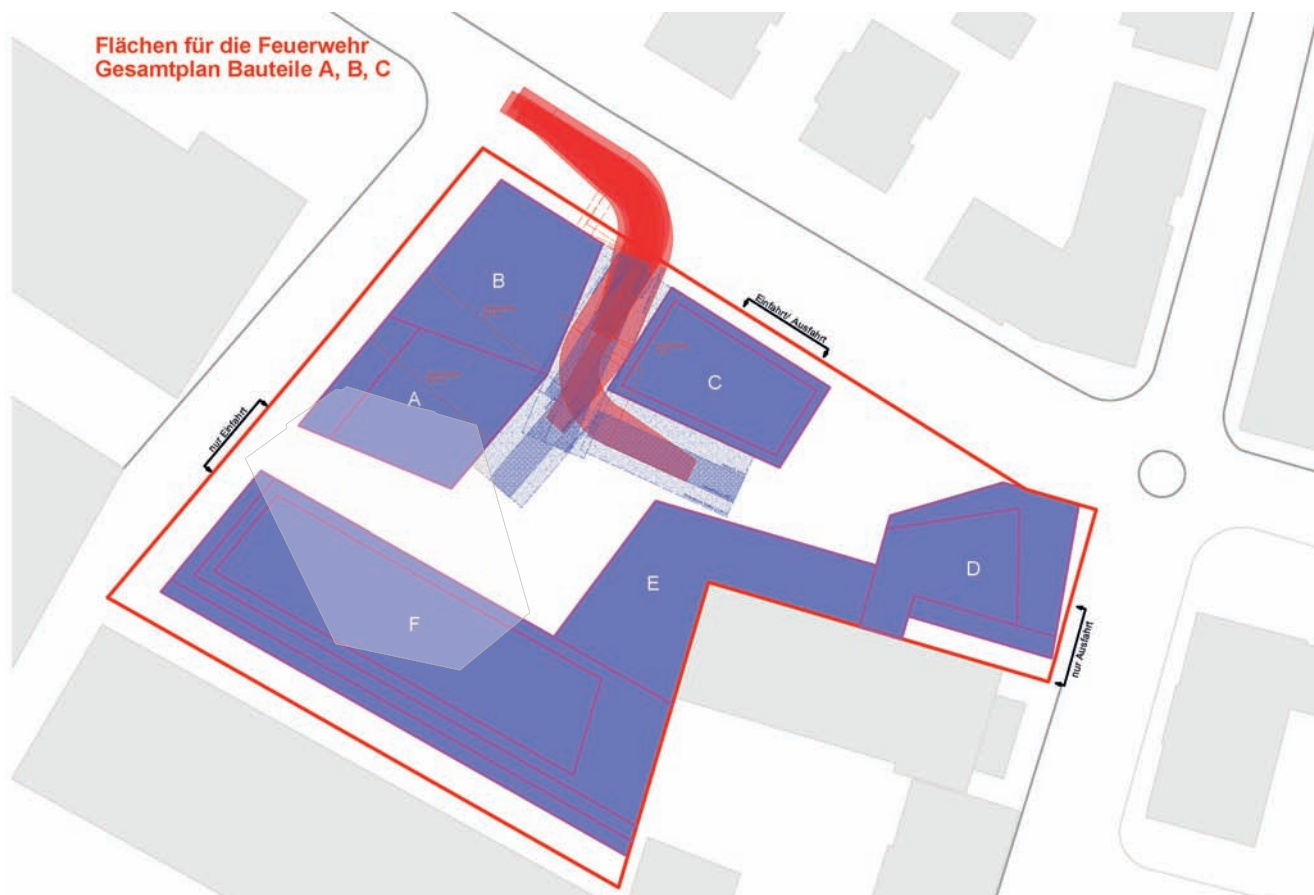 Flächen für die Feuerwehr
Gesamtplan Bauteile A, B, C
B
Einfahrt/ Ausfahrt
C
A
nur Einfahrt
D
E
F
nur Ausfahrt